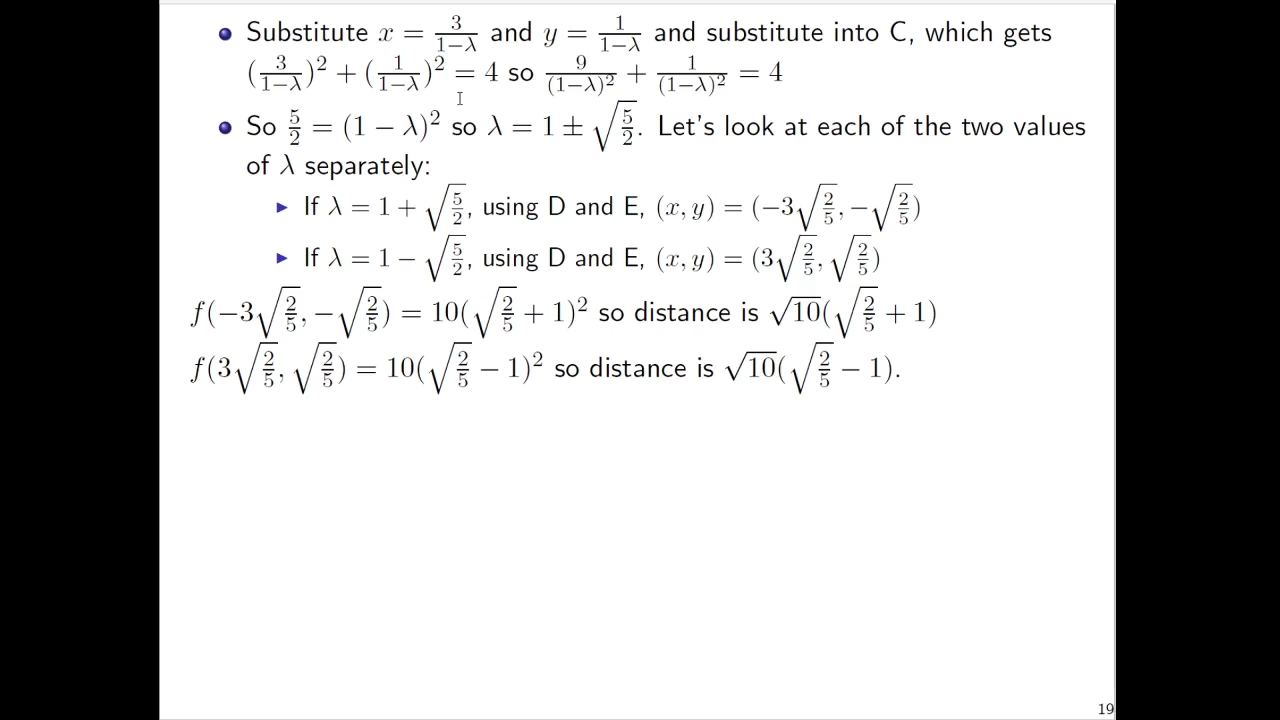 Substitute x = 3/(1−λ) and y = 1/(1−λ) and substitute into C, which gets
(3/(1−λ))² + (1/(1−λ))² = 4 so 9/(1−λ)² + 1/(1−λ)² = 4
So 5/2 = (1 − λ)² so λ = 1 ± √(5/2). Let's look at each of the two values
of λ separately:
If λ = 1 + √(5/2), using D and E, (x, y) = (−3√(2/5), −√(2/5))
If λ = 1 − √(5/2), using D and E, (x, y) = (3√(2/5), √(2/5))
f(−3√(2/5), −√(2/5)) = 10(√(2/5) + 1)² so distance is √10(√(2/5) + 1)
f(3√(2/5), √(2/5)) = 10(√(2/5) − 1)² so distance is √10(√(2/5) − 1).
19